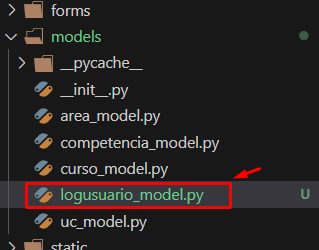 forms
models
__pycache__
__init__.py
area_model.py
competencia_model.py
curso_model.py
logusuario_model.py U
uc_model.py
static